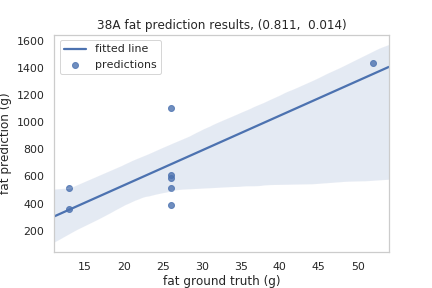 38A fat prediction results, (0.811,  0.014)
fitted line
predictions
fat prediction (g)
1600
1400
1200
1000
800
600
400
200
15 20 25 30 35 40 45 50
fat ground truth (g)